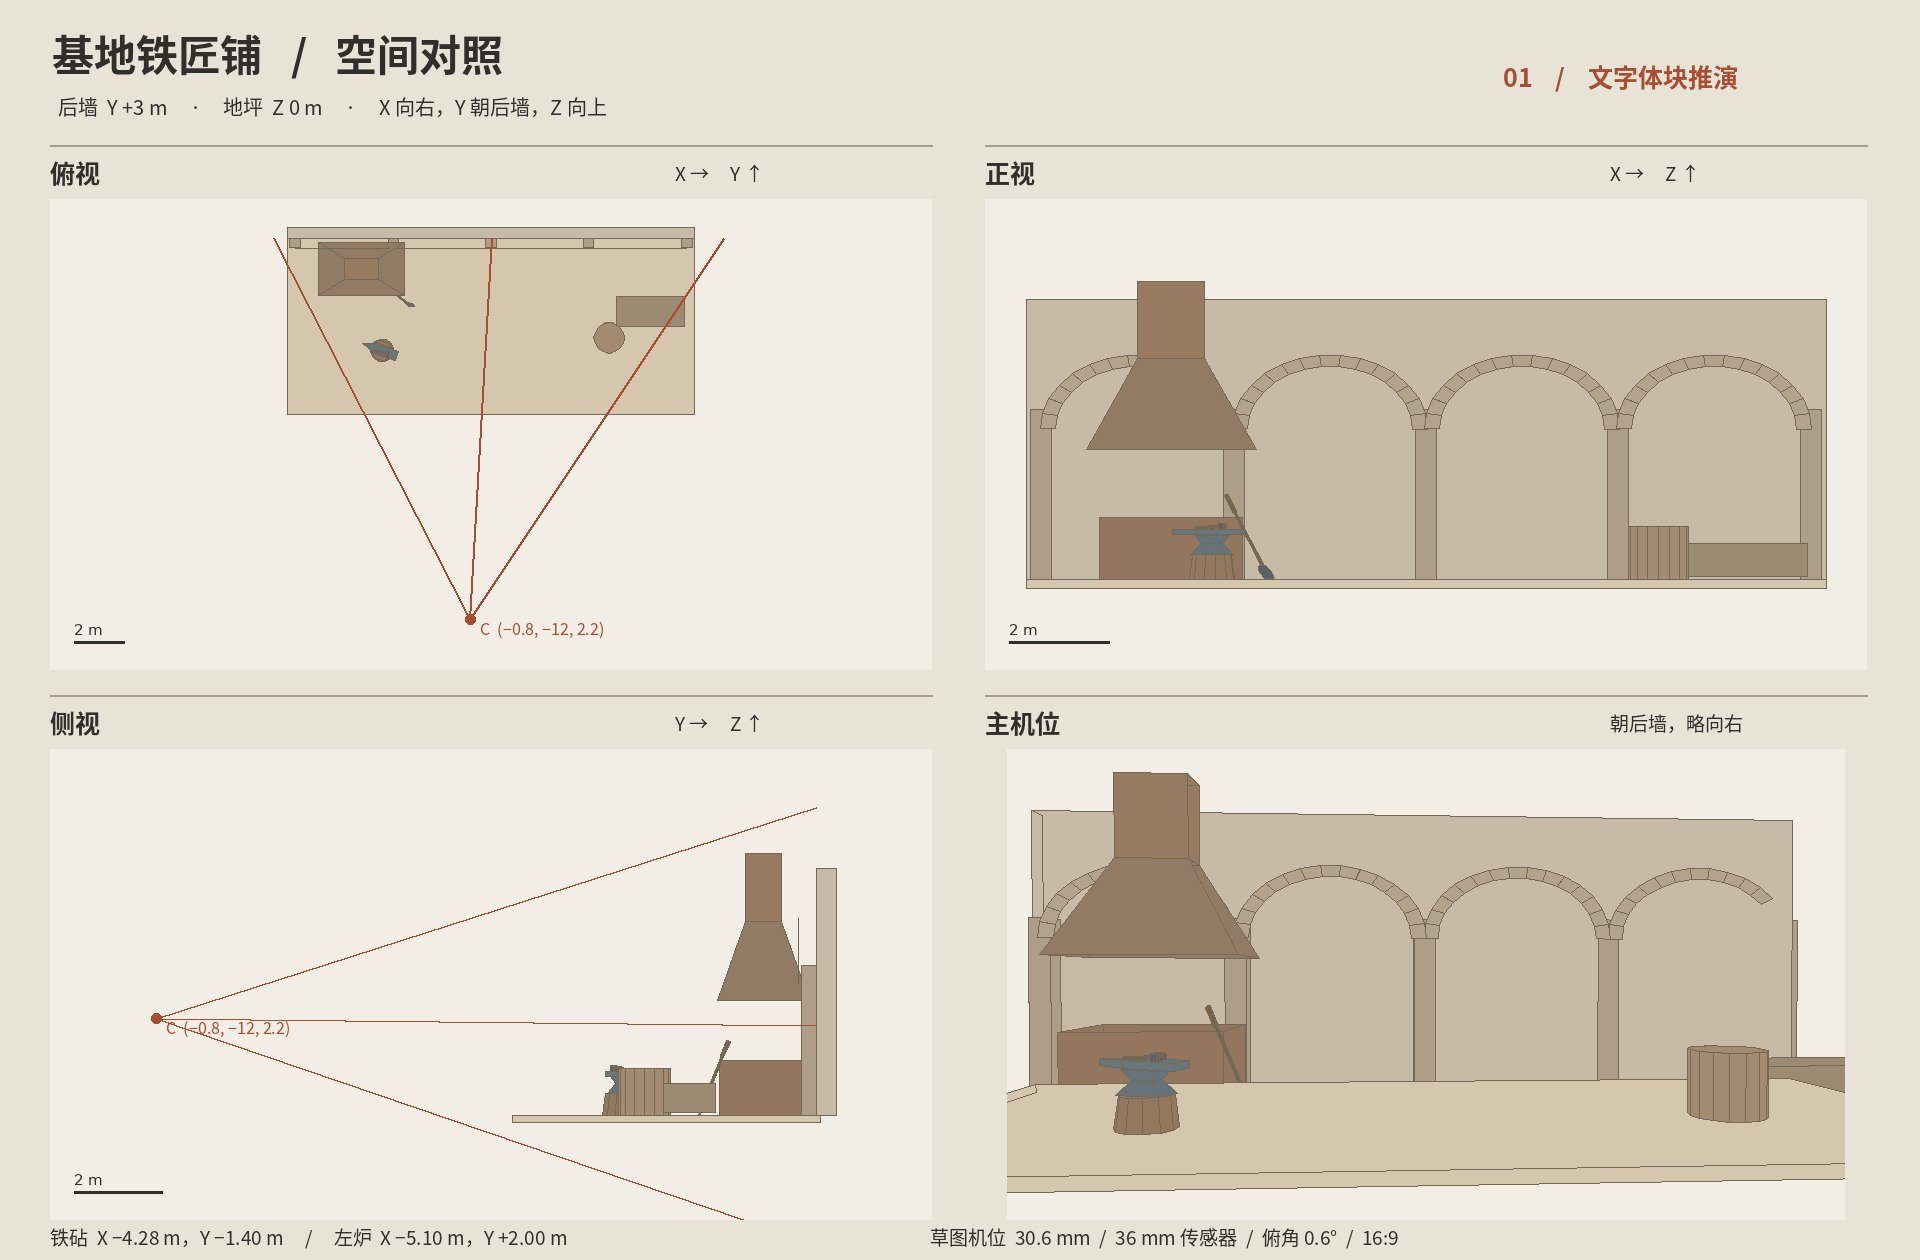 基地铁匠铺 / 空间对照
01 / 文字体块推演
后墙 Y +3 m · 地坪 Z 0 m · X 向右，Y 朝后墙，Z 向上
俯视 X→ Y ↑
C (−0.8, −12, 2.2)
2 m
正视 X→ Z ↑
2 m
侧视 Y→ Z ↑
C (−0.8, −12, 2.2)
2 m
主机位 朝后墙，略向右
铁砧 X −4.28 m，Y −1.40 m / 左炉 X −5.10 m，Y +2.00 m
草图机位 30.6 mm / 36 mm 传感器 / 俯角 0.6° / 16:9